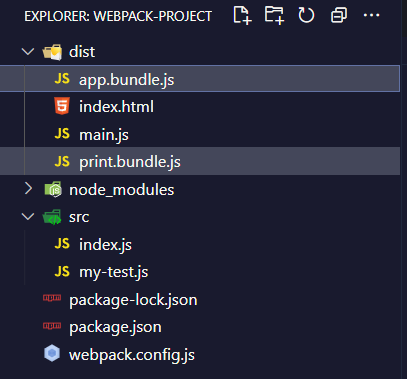 EXPLORER: WEBPACK-PROJECT
dist
JS app.bundle.js
index.html
JS main.js
JS print.bundle.js
node_modules
src
JS index.js
JS my-test.js
package-lock.json
package.json
webpack.config.js